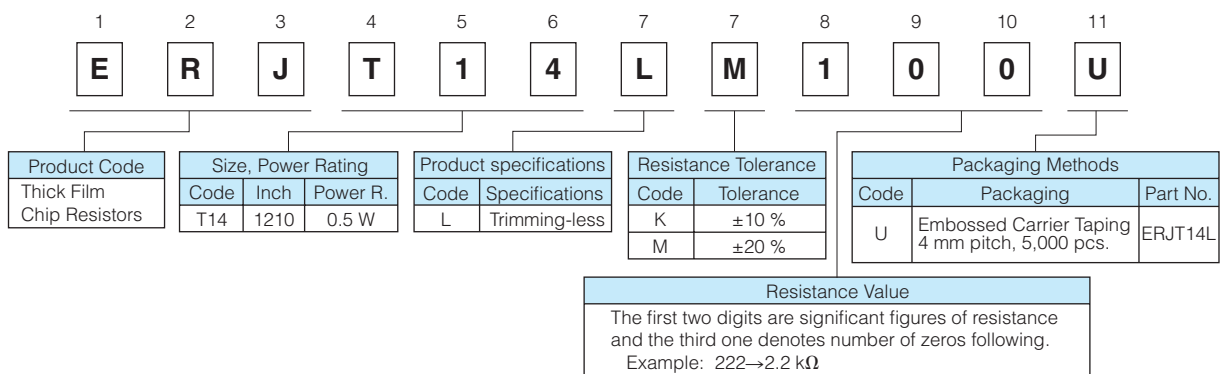 1 2 3 4 5 6 7 7 8 9 10 11
E R J T 1 4 L M 1 0 0 U
Product Code
Thick Film
Chip Resistors
Size, Power Rating
Code Inch Power R.
T14 1210 0.5 W
Product specifications
Code Specifications
L Trimming-less
Resistance Tolerance
Code Tolerance
K ±10 %
M ±20 %
Packaging Methods
Code Packaging Part No.
U Embossed Carrier Taping
4 mm pitch, 5,000 pcs. ERJT14L
Resistance Value
The first two digits are significant figures of resistance
and the third one denotes number of zeros following.
Example: 222→2.2 kΩ